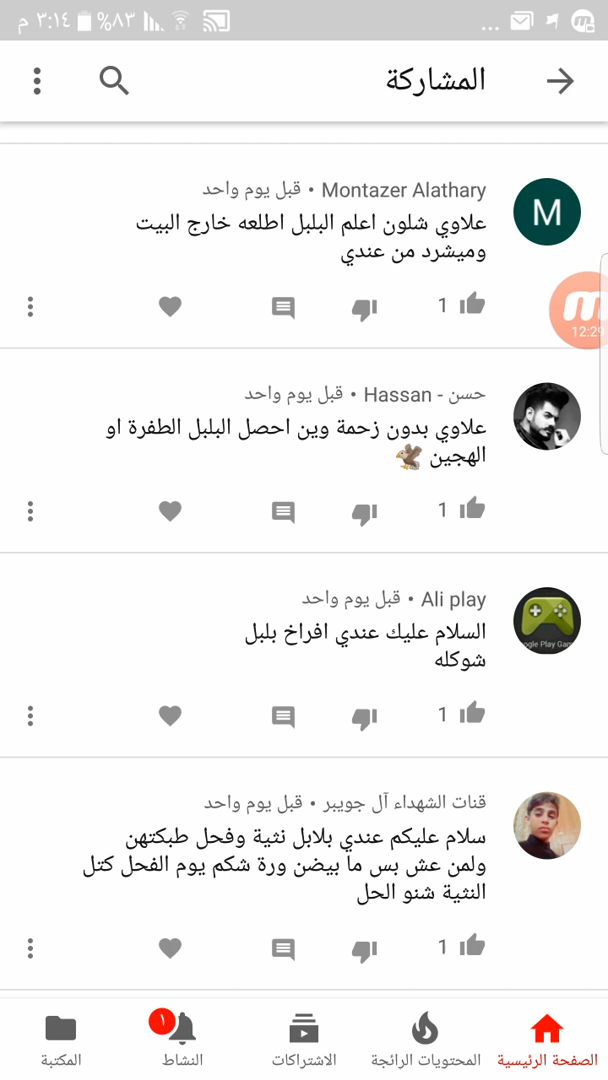 ٣:١٤ م
%٨٣
المشاركة
Montazer Alathary • قبل يوم واحد
علاوي شلون اعلم البلبل اطلعه خارج البيت
وميشرد من عندي
1
12:29
حسن - Hassan • قبل يوم واحد
علاوي بدون زحمة وين احصل البلبل الطفرة او
الهجين 🦅
1
Ali play • قبل يوم واحد
السلام عليك عندي افراخ بلبل
شوكله
1
قنات الشهداء آل جويبر • قبل يوم واحد
سلام عليكم عندي بلابل نثية وفحل طبكتهن
ولمن عش بس ما بيضن ورة شكم يوم الفحل كتل
النثية شنو الحل
1
الصفحة الرئيسية
المحتويات الرائجة
الاشتراكات
١
النشاط
المكتبة